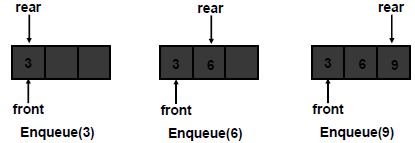 rear rear rear
3 3 6 3 6 9
front front front
Enqueue(3) Enqueue(6) Enqueue(9)